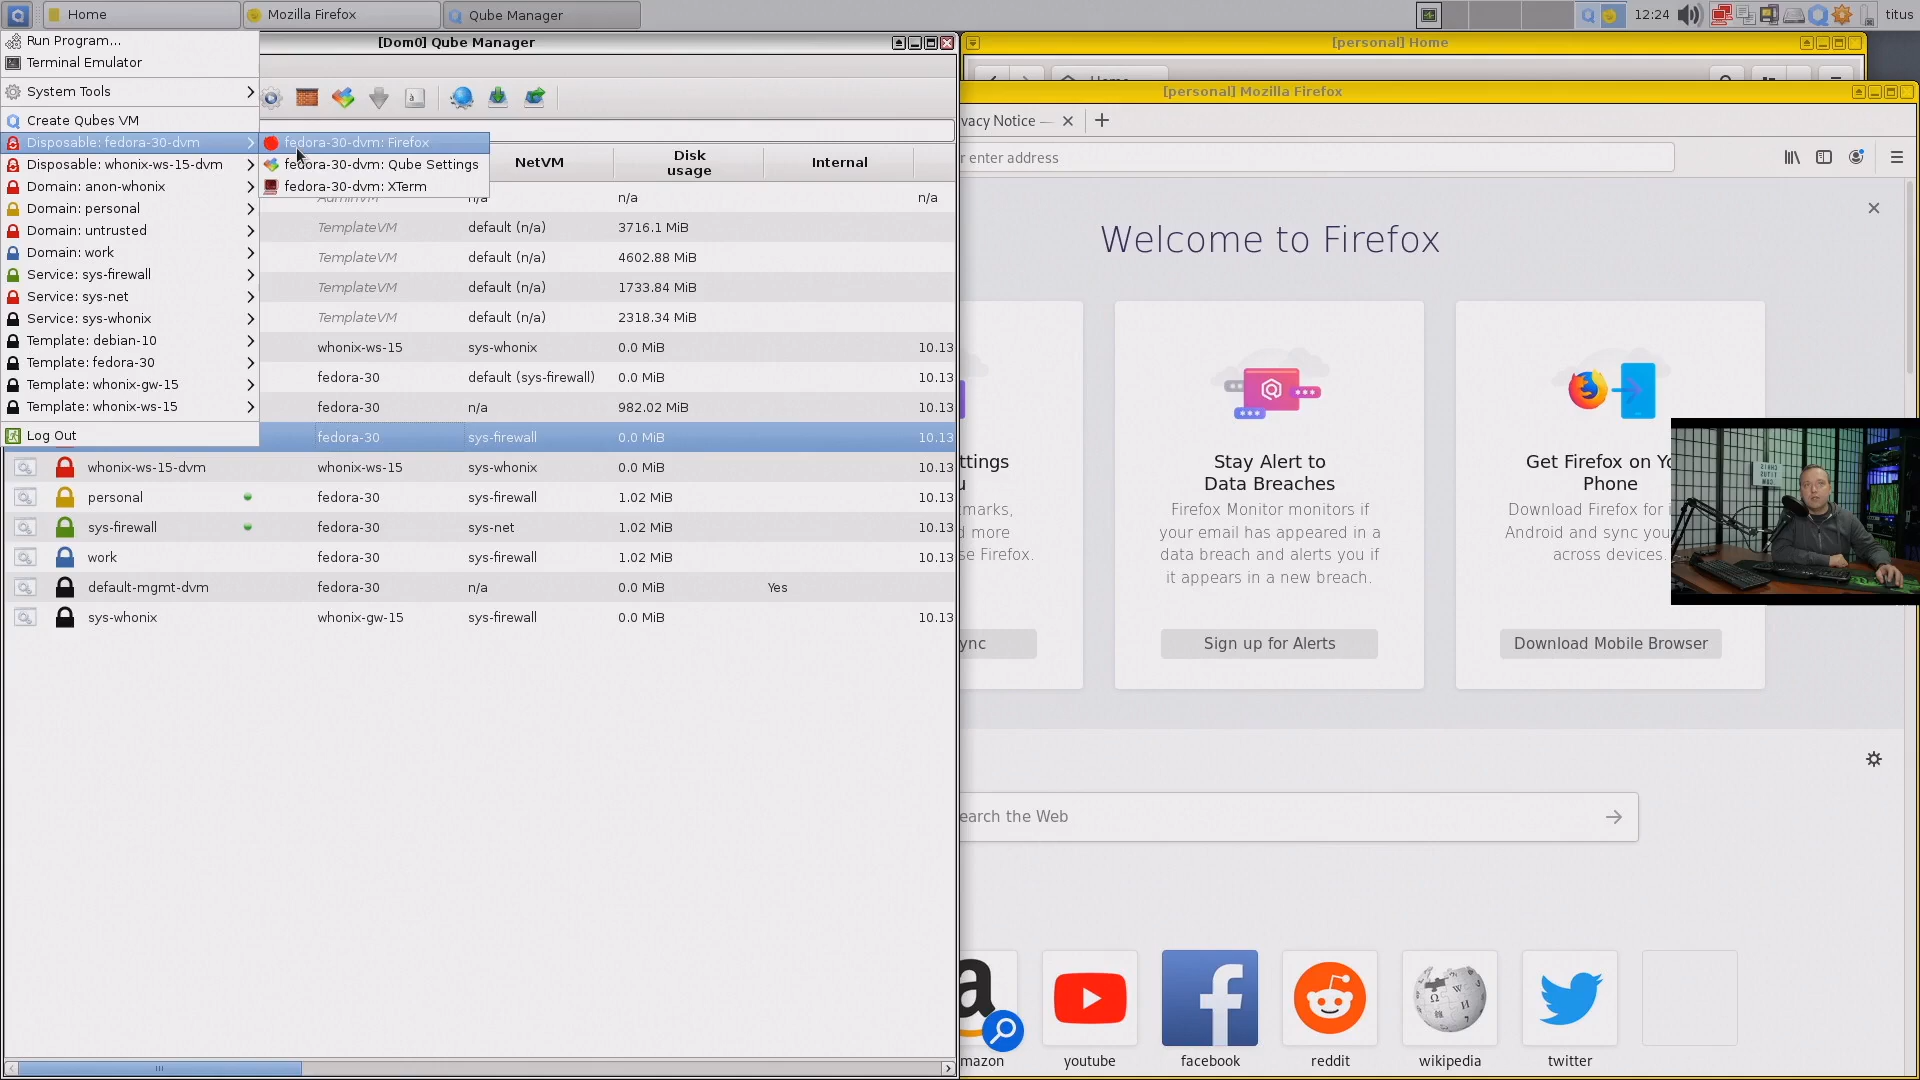 Home
Mozilla Firefox
Qube Manager
12:24
titus
Run Program...
Terminal Emulator
System Tools
Create Qubes VM
Disposable: fedora-30-dvm
Disposable: whonix-ws-15-dvm
Domain: anon-whonix
Domain: personal
Domain: untrusted
Domain: work
Service: sys-firewall
Service: sys-net
Service: sys-whonix
Template: debian-10
Template: fedora-30
Template: whonix-gw-15
Template: whonix-ws-15
Log Out
fedora-30-dvm: Firefox
fedora-30-dvm: Qube Settings
fedora-30-dvm: XTerm
[Dom0] Qube Manager
NetVM
Disk
usage
Internal
AdminVM n/a n/a n/a
TemplateVM default (n/a) 3716.1 MiB
TemplateVM default (n/a) 4602.88 MiB
TemplateVM default (n/a) 1733.84 MiB
TemplateVM default (n/a) 2318.34 MiB
whonix-ws-15 sys-whonix 0.0 MiB 10.13
fedora-30 default (sys-firewall) 0.0 MiB 10.13
fedora-30 n/a 982.02 MiB 10.13
fedora-30 sys-firewall 0.0 MiB 10.13
whonix-ws-15-dvm whonix-ws-15 sys-whonix 0.0 MiB 10.13
personal fedora-30 sys-firewall 1.02 MiB 10.13
sys-firewall fedora-30 sys-net 1.02 MiB 10.13
work fedora-30 sys-firewall 1.02 MiB 10.13
default-mgmt-dvm fedora-30 n/a 0.0 MiB Yes
sys-whonix whonix-gw-15 sys-firewall 0.0 MiB 10.13
[personal] Home
Home
[personal] Mozilla Firefox
vacy Notice —
r enter address
Welcome to Firefox
ttings
u
marks,
d more
se Firefox.
ync
Stay Alert to
Data Breaches
Firefox Monitor monitors if
your email has appeared in a
data breach and alerts you if
it appears in a new breach.
Sign up for Alerts
Get Firefox on Yo
Phone
Download Firefox for i
Android and sync you
across devices.
Download Mobile Browser
earch the Web
mazon
youtube
facebook
reddit
wikipedia
twitter